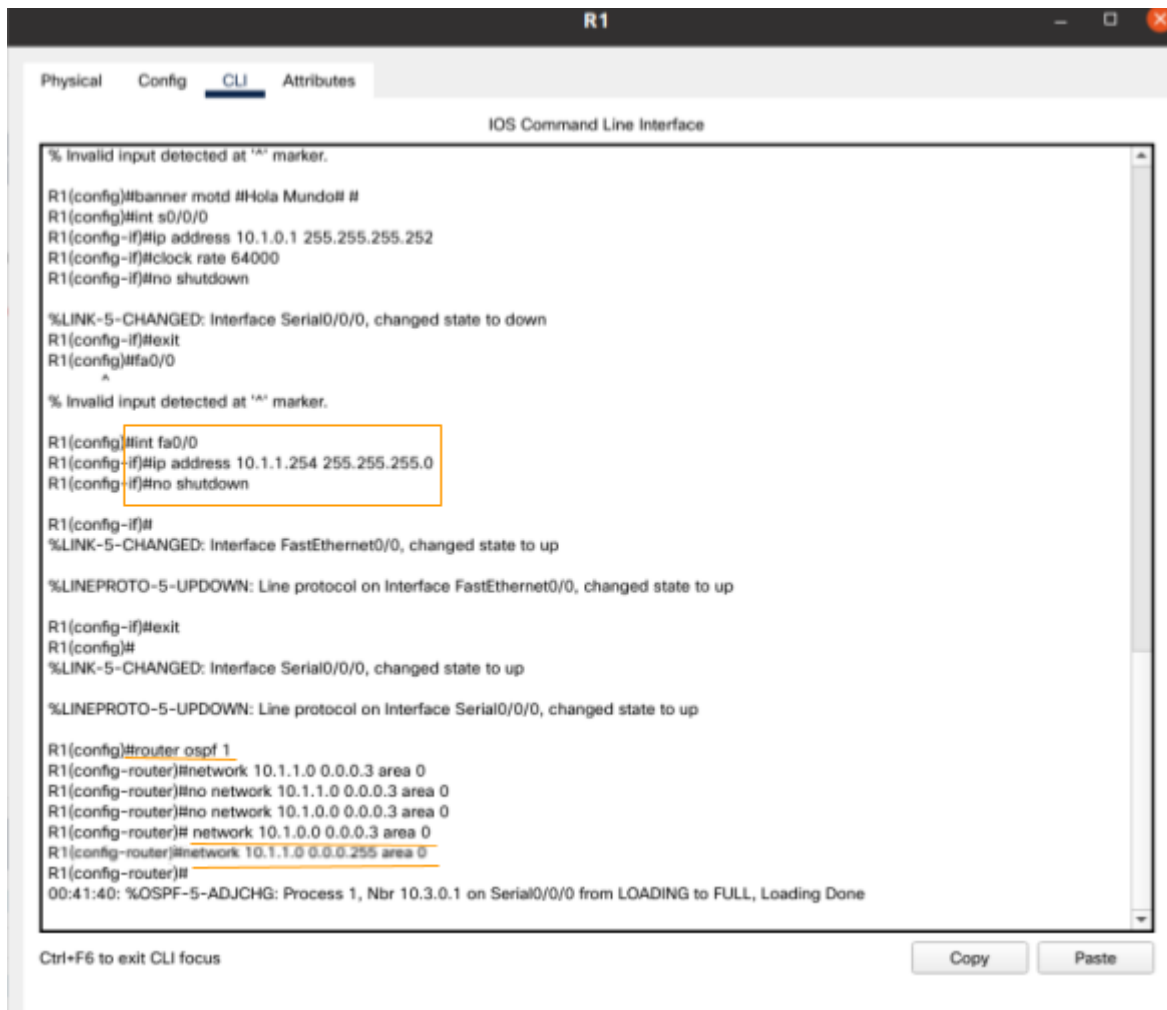 R1
Physical Config CLI Attributes
IOS Command Line Interface
% Invalid input detected at '^' marker.
R1(config)#banner motd #Hola Mundo# #
R1(config)#int s0/0/0
R1(config-if)#ip address 10.1.0.1 255.255.255.252
R1(config-if)#clock rate 64000
R1(config-if)#no shutdown
%LINK-5-CHANGED: Interface Serial0/0/0, changed state to down
R1(config-if)#exit
R1(config)#fa0/0
^
% Invalid input detected at '^' marker.
R1(config)#int fa0/0
R1(config-if)#ip address 10.1.1.254 255.255.255.0
R1(config-if)#no shutdown
R1(config-if)#
%LINK-5-CHANGED: Interface FastEthernet0/0, changed state to up
%LINEPROTO-5-UPDOWN: Line protocol on Interface FastEthernet0/0, changed state to up
R1(config-if)#exit
R1(config)#
%LINK-5-CHANGED: Interface Serial0/0/0, changed state to up
%LINEPROTO-5-UPDOWN: Line protocol on Interface Serial0/0/0, changed state to up
R1(config)#router ospf 1
R1(config-router)#network 10.1.1.0 0.0.0.3 area 0
R1(config-router)#no network 10.1.1.0 0.0.0.3 area 0
R1(config-router)#no network 10.1.0.0 0.0.0.3 area 0
R1(config-router)# network 10.1.0.0 0.0.0.3 area 0
R1(config-router)#network 10.1.1.0 0.0.0.255 area 0
R1(config-router)#
00:41:40: %OSPF-5-ADJCHG: Process 1, Nbr 10.3.0.1 on Serial0/0/0 from LOADING to FULL, Loading Done
Ctrl+F6 to exit CLI focus
Copy Paste